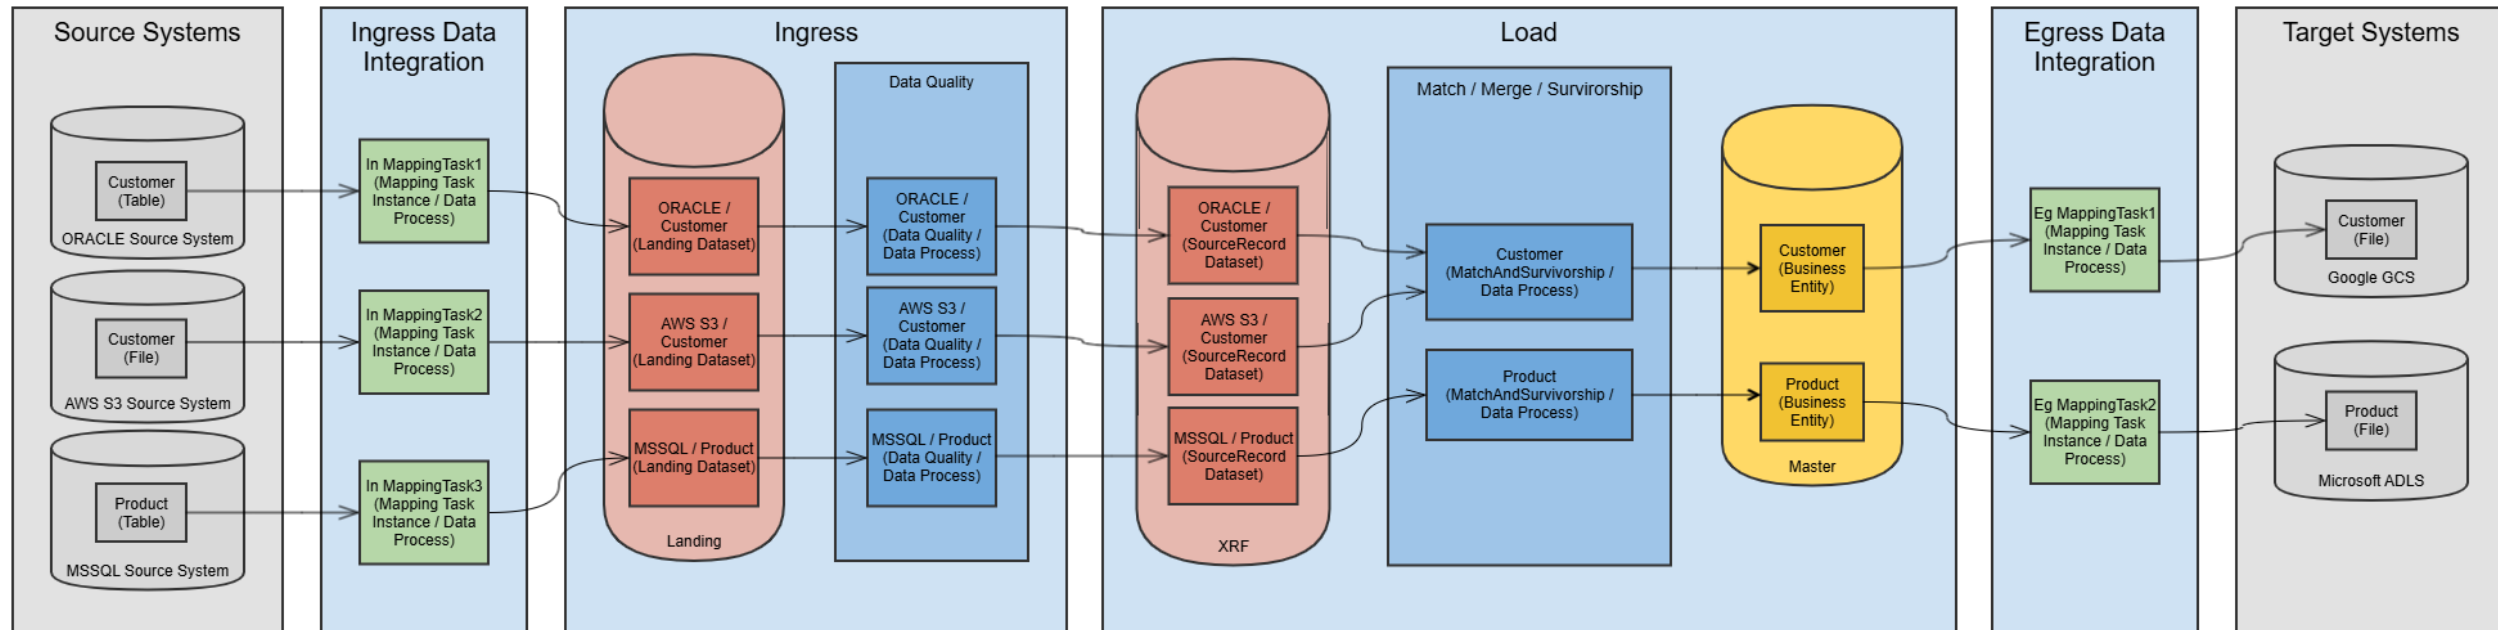 Source Systems
Customer
(Table)
ORACLE Source System
Customer
(File)
AWS S3 Source System
Product
(Table)
MSSQL Source System
Ingress Data
Integration
In MappingTask1
(Mapping Task
Instance / Data
Process)
In MappingTask2
(Mapping Task
Instance / Data
Process)
In MappingTask3
(Mapping Task
Instance / Data
Process)
Ingress
ORACLE /
Customer
(Landing Dataset)
AWS S3 /
Customer
(Landing Dataset)
MSSQL / Product
(Landing Dataset)
Landing
Data Quality
ORACLE /
Customer
(Data Quality /
Data Process)
AWS S3 /
Customer
(Data Quality /
Data Process)
MSSQL / Product
(Data Quality /
Data Process)
Load
ORACLE /
Customer
(SourceRecord
Dataset)
AWS S3 /
Customer
(SourceRecord
Dataset)
MSSQL / Product
(SourceRecord
Dataset)
XRF
Match / Merge / Survirorship
Customer
(MatchAndSurvivorship /
Data Process)
Product
(MatchAndSurvivorship /
Data Process)
Customer
(Business
Entity)
Product
(Business
Entity)
Master
Egress Data
Integration
Eg MappingTask1
(Mapping Task
Instance / Data
Process)
Eg MappingTask2
(Mapping Task
Instance / Data
Process)
Target Systems
Customer
(File)
Google GCS
Product
(File)
Microsoft ADLS